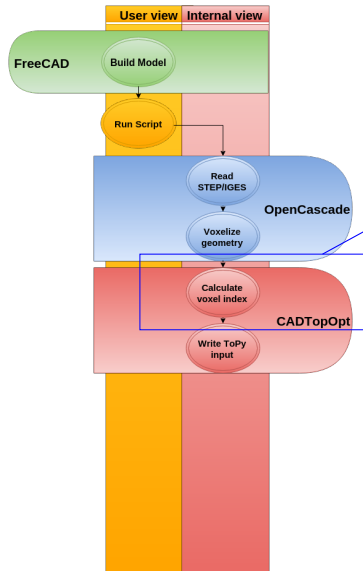 User view Internal view
FreeCAD
Build Model
Run Script
Read
STEP/IGES
OpenCascade
Voxelize
geometry
Calculate
voxel index
CADTopOpt
Write ToPy
input